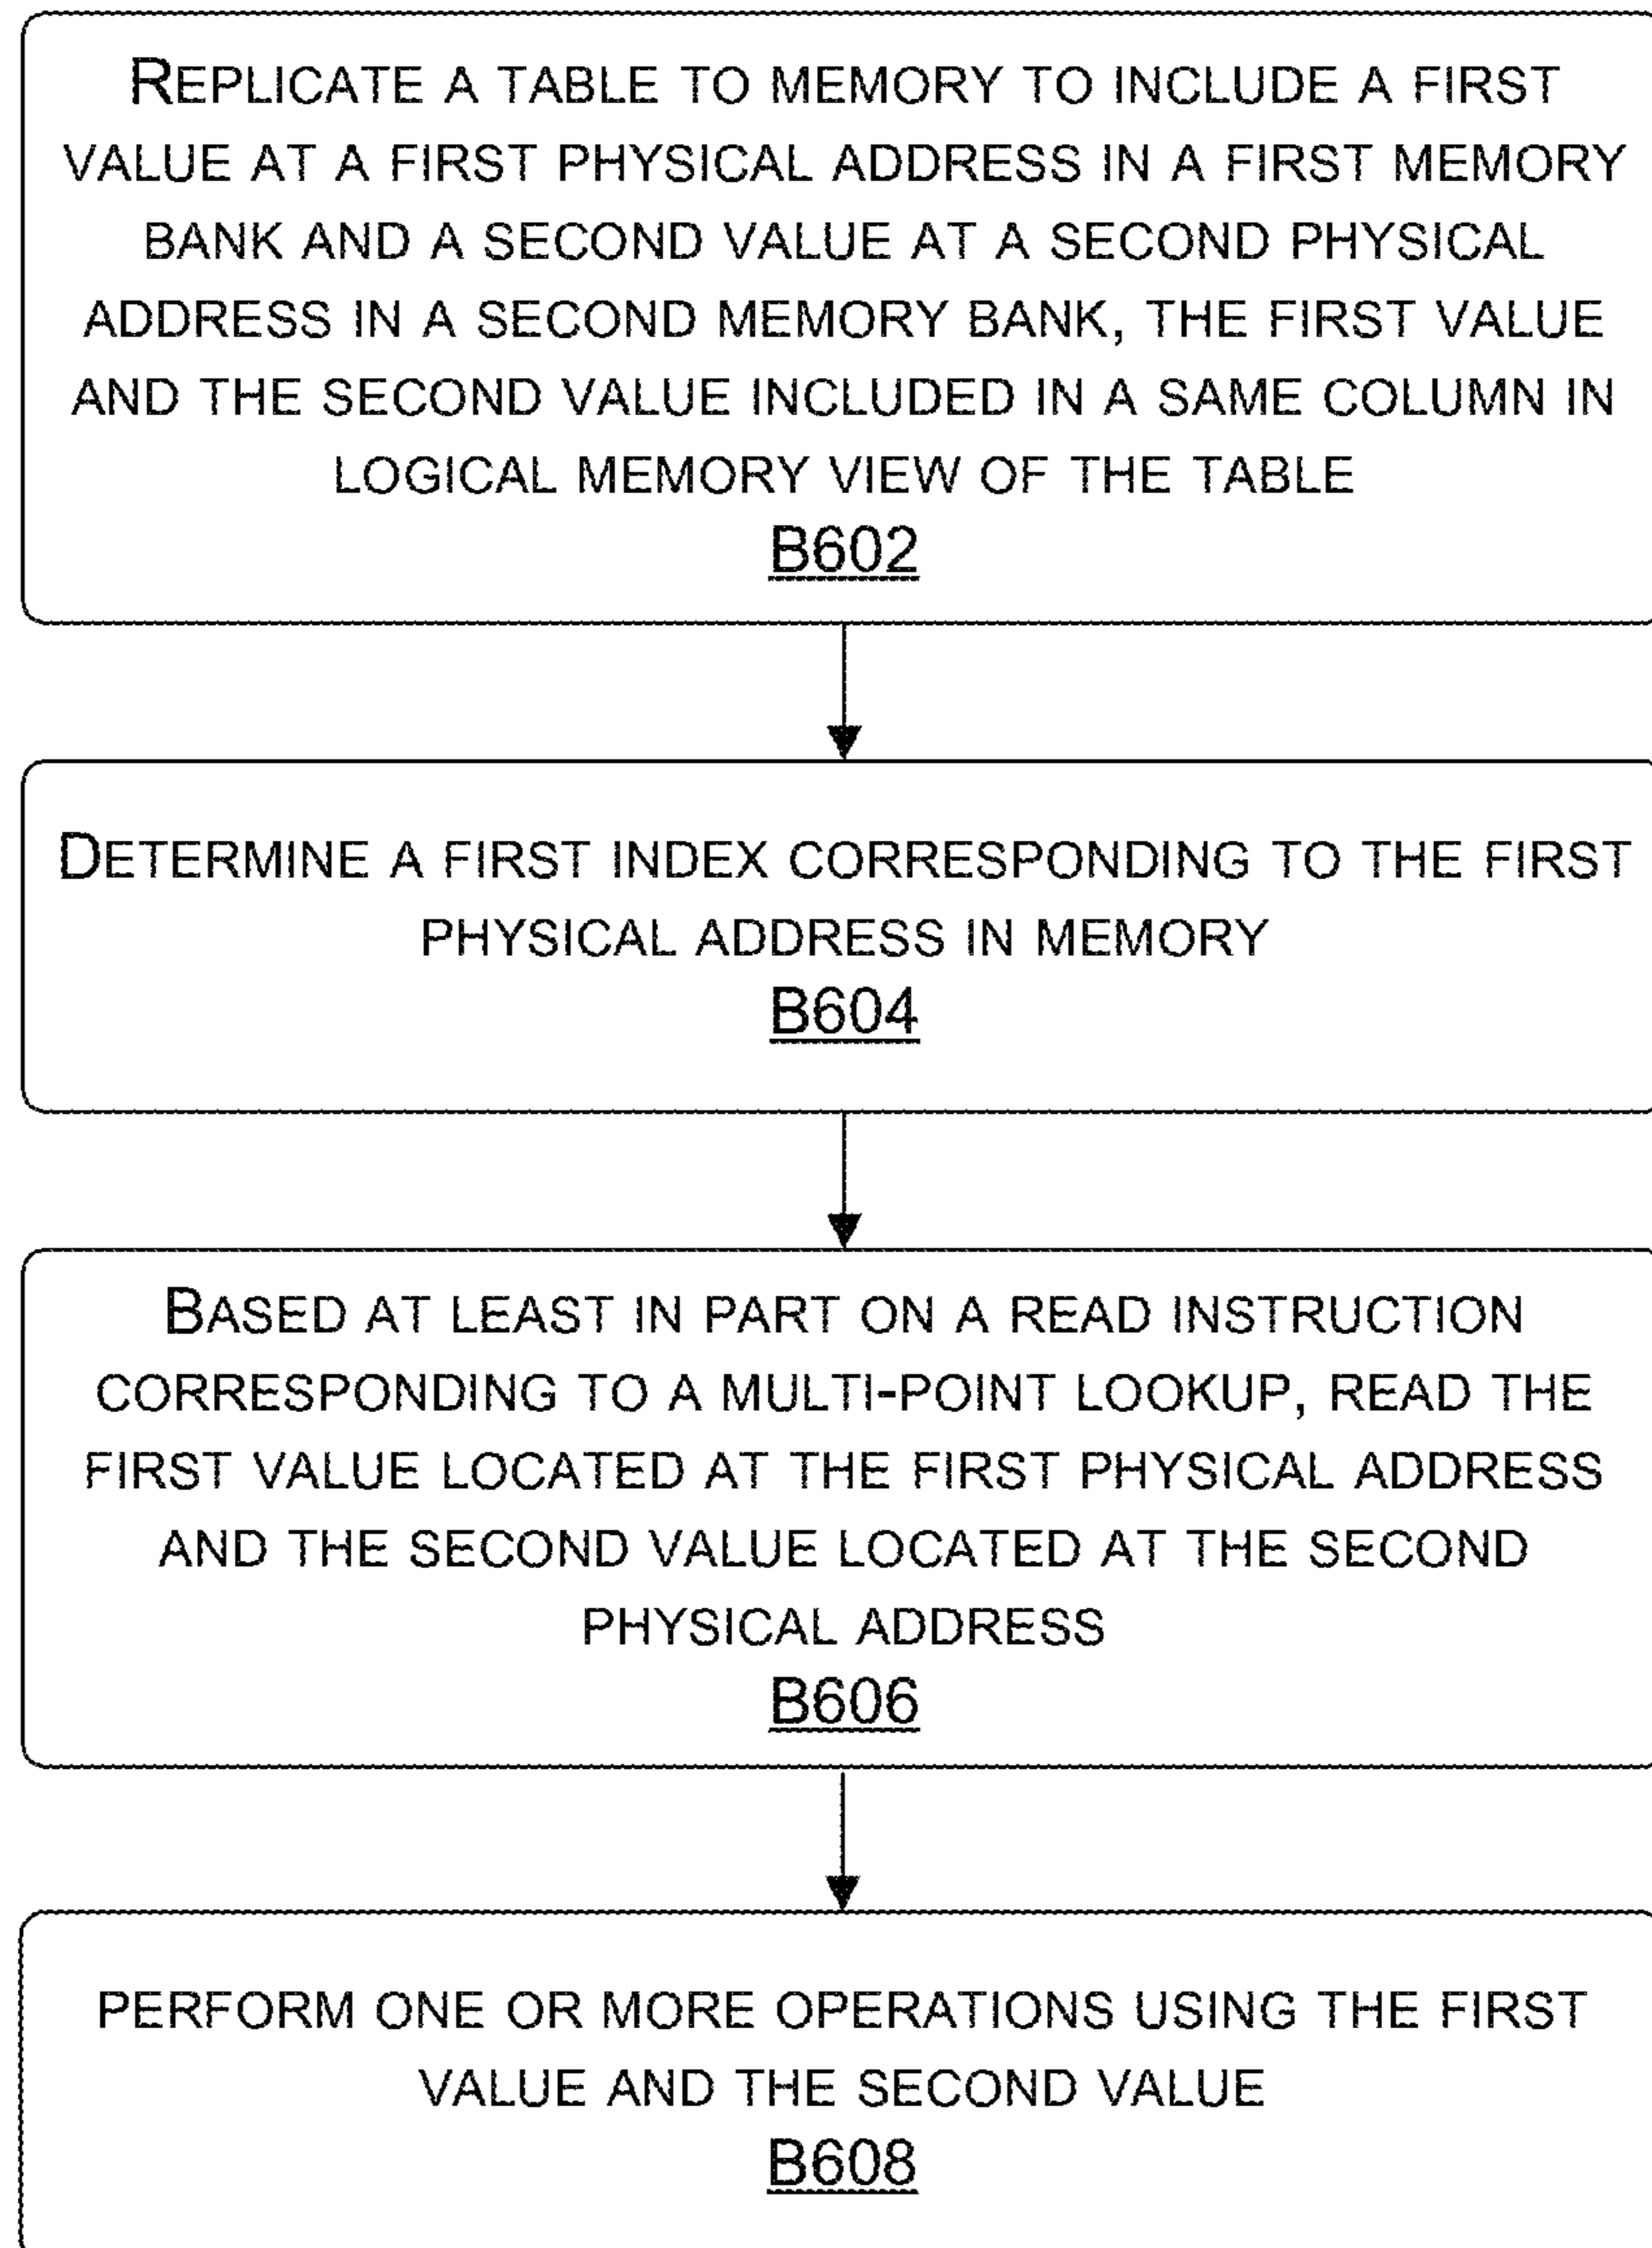 REPLICATE A TABLE TO MEMORY TO INCLUDE A FIRST
VALUE AT A FIRST PHYSICAL ADDRESS IN A FIRST MEMORY
BANK AND A SECOND VALUE AT A SECOND PHYSICAL
ADDRESS IN A SECOND MEMORY BANK, THE FIRST VALUE
AND THE SECOND VALUE INCLUDED IN A SAME COLUMN IN
LOGICAL MEMORY VIEW OF THE TABLE
B602
DETERMINE A FIRST INDEX CORRESPONDING TO THE FIRST
PHYSICAL ADDRESS IN MEMORY
B604
BASED AT LEAST IN PART ON A READ INSTRUCTION
CORRESPONDING TO A MULTI-POINT LOOKUP, READ THE
FIRST VALUE LOCATED AT THE FIRST PHYSICAL ADDRESS
AND THE SECOND VALUE LOCATED AT THE SECOND
PHYSICAL ADDRESS
B606
PERFORM ONE OR MORE OPERATIONS USING THE FIRST
VALUE AND THE SECOND VALUE
B608